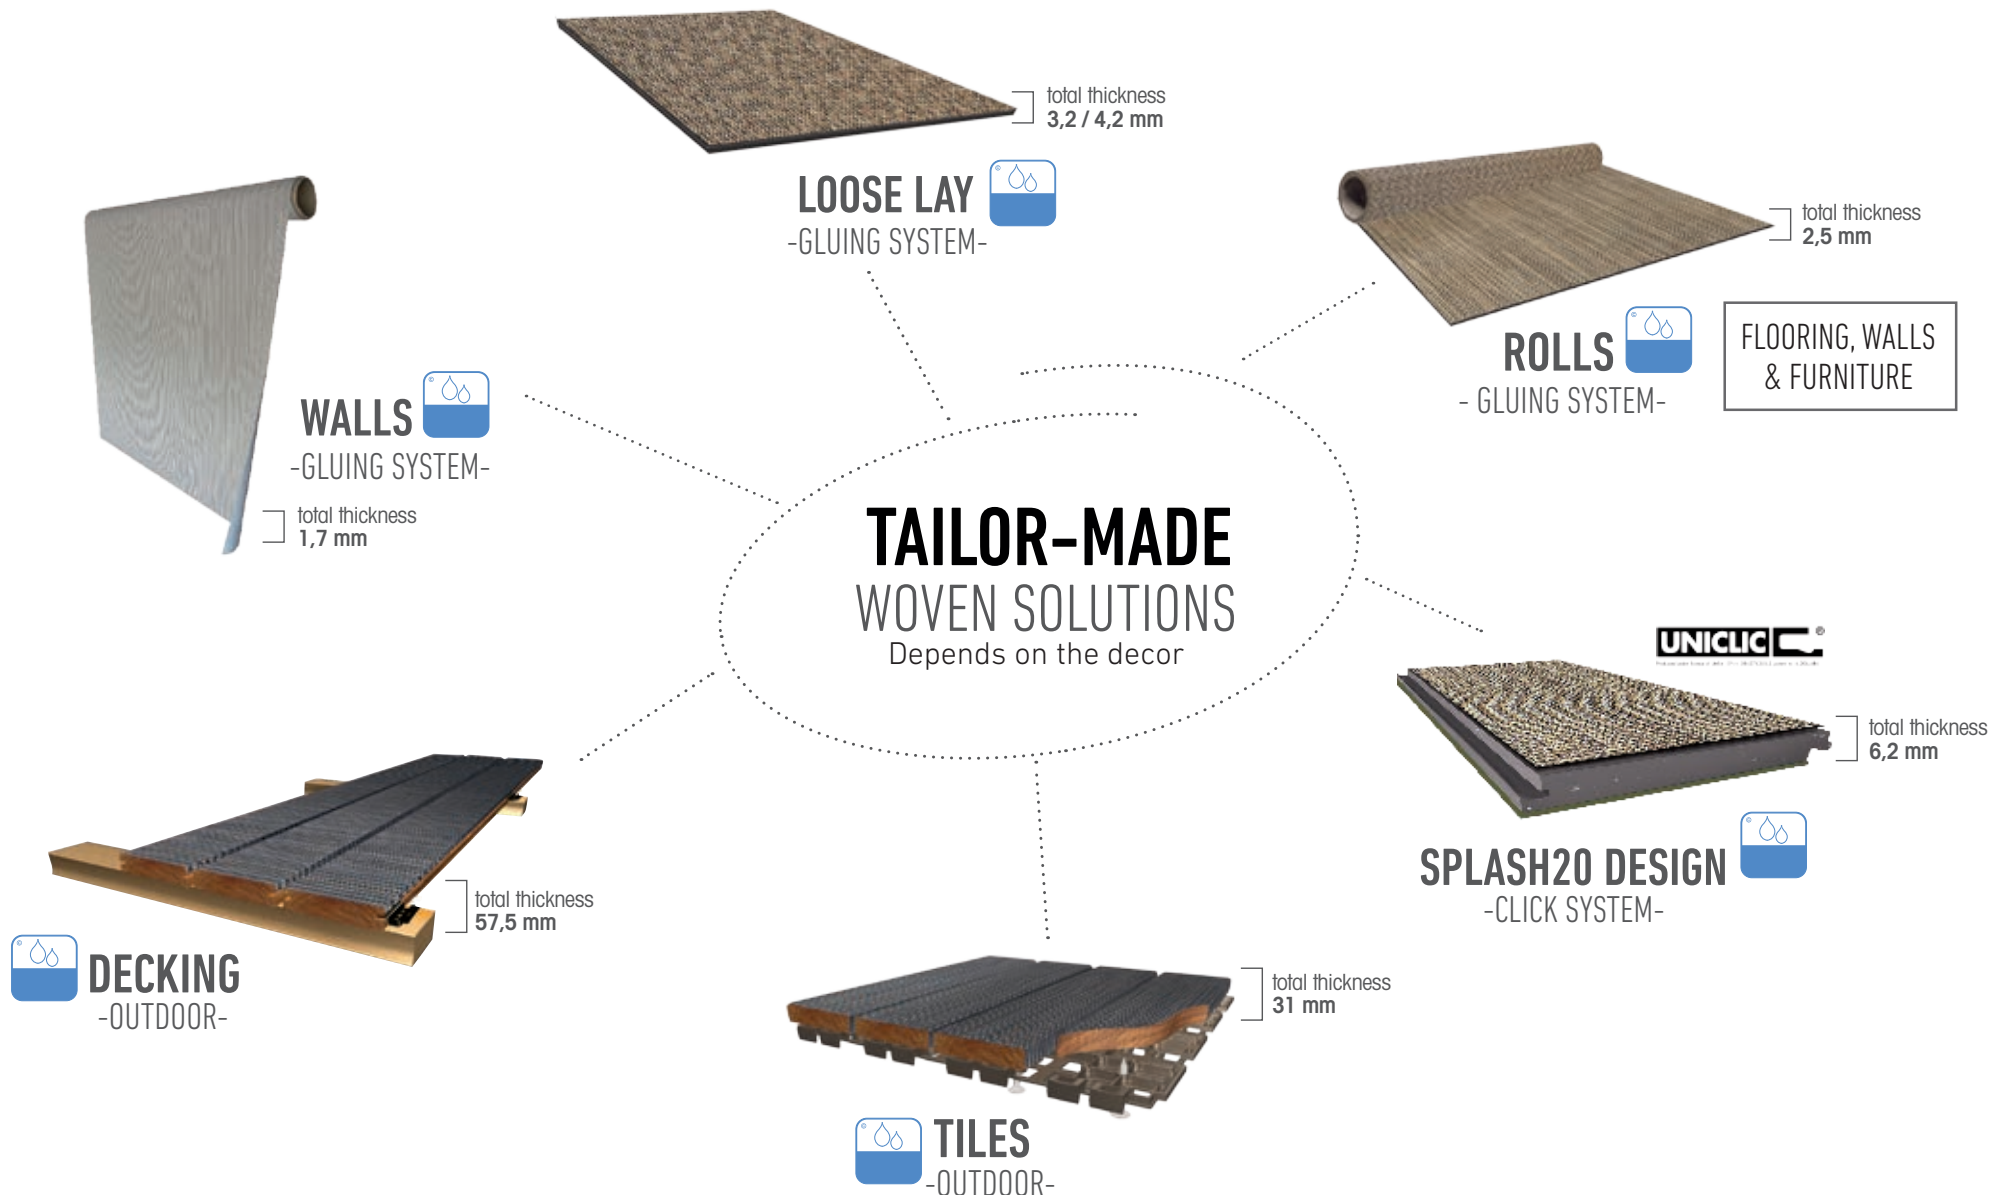 total thickness
3,2 / 4,2 mm
LOOSE LAY
-GLUING SYSTEM-
total thickness
2,5 mm
ROLLS
- GLUING SYSTEM-
FLOORING, WALLS
& FURNITURE
WALLS
-GLUING SYSTEM-
total thickness
1,7 mm
TAILOR-MADE
WOVEN SOLUTIONS
Depends on the decor
UNICLIC ®
total thickness
6,2 mm
SPLASH20 DESIGN
-CLICK SYSTEM-
total thickness
57,5 mm
DECKING
-OUTDOOR-
total thickness
31 mm
TILES
-OUTDOOR-